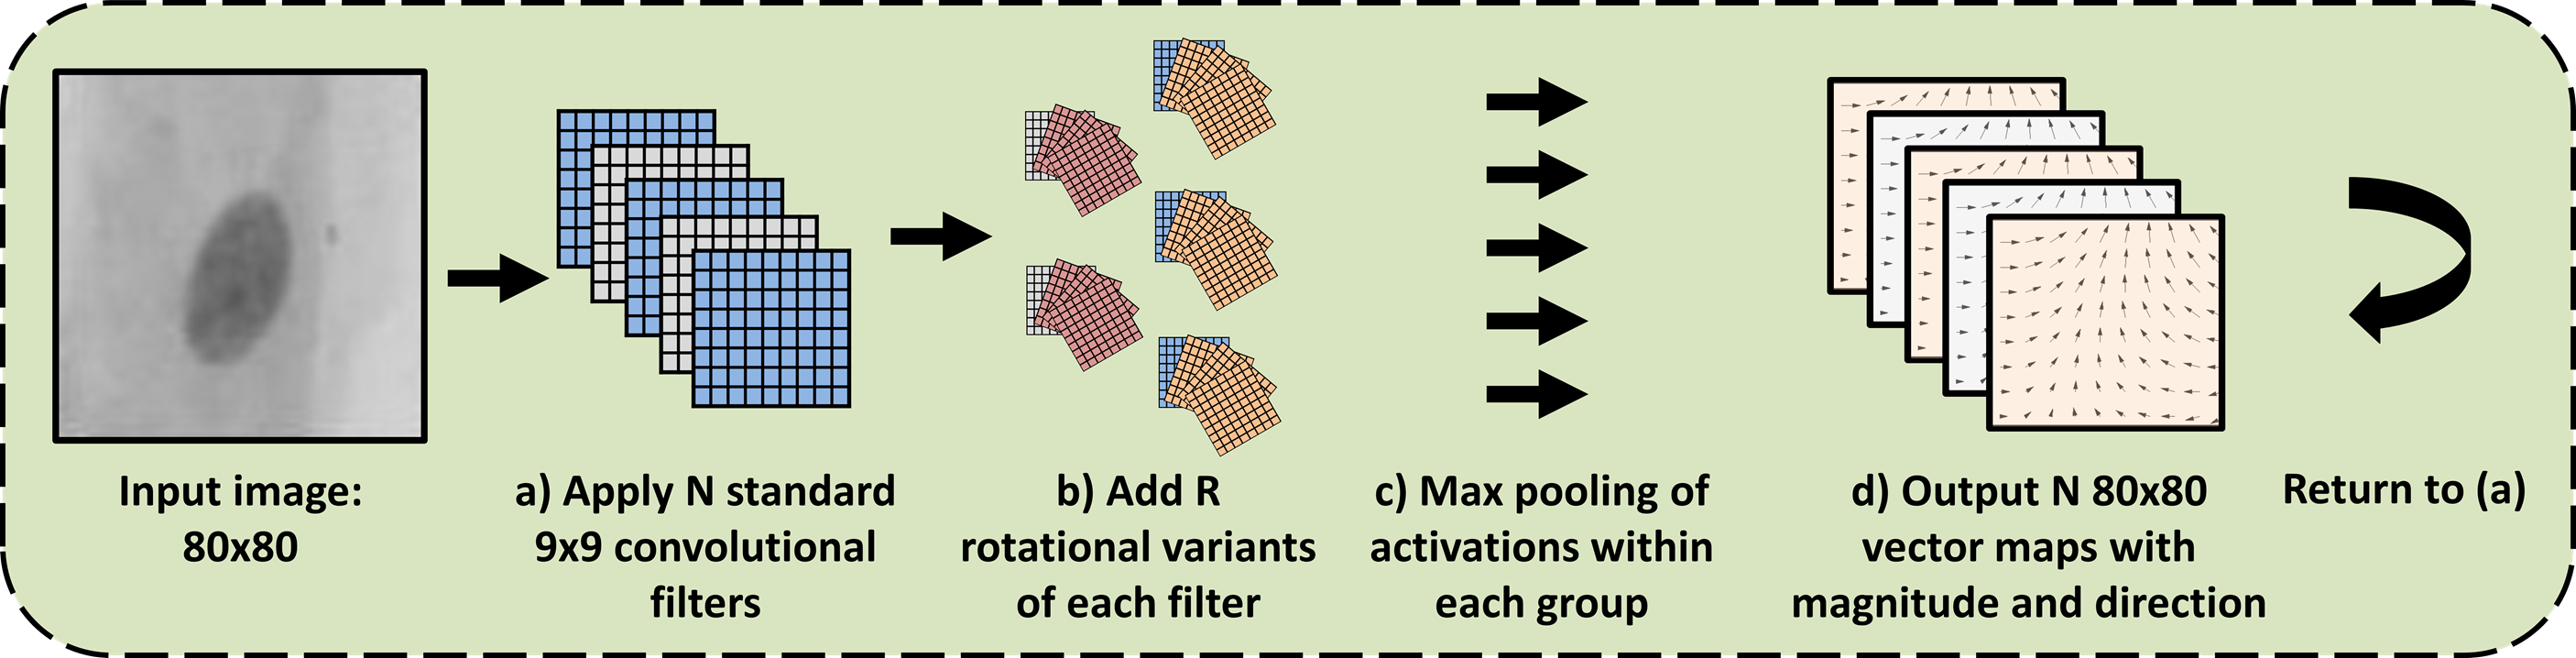 Input image:
80x80
a) Apply N standard
9x9 convolutional
filters
b) Add R
rotational variants
of each filter
c) Max pooling of
activations within
each group
d) Output N 80x80
vector maps with
magnitude and direction
Return to (a)